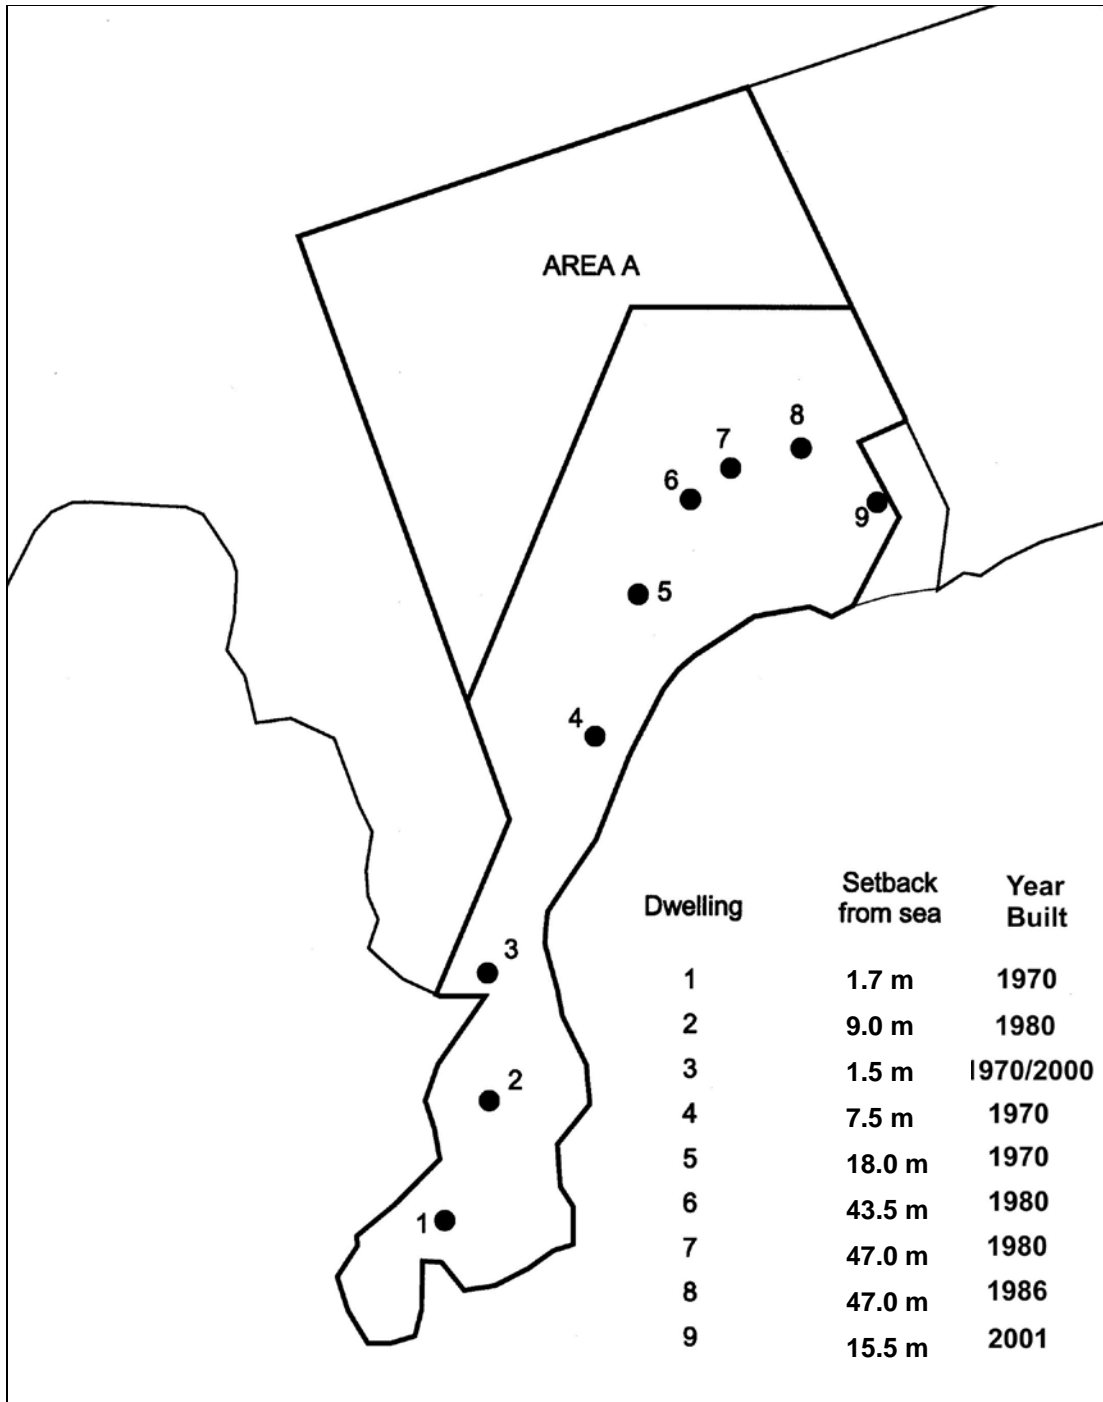 AREA A
8
7
6
9
5
4
3
2
1
Dwelling Setback from sea Year Built
1 1.7 m 1970
2 9.0 m 1980
3 1.5 m 1970/2000
4 7.5 m 1970
5 18.0 m 1970
6 43.5 m 1980
7 47.0 m 1980
8 47.0 m 1986
9 15.5 m 2001